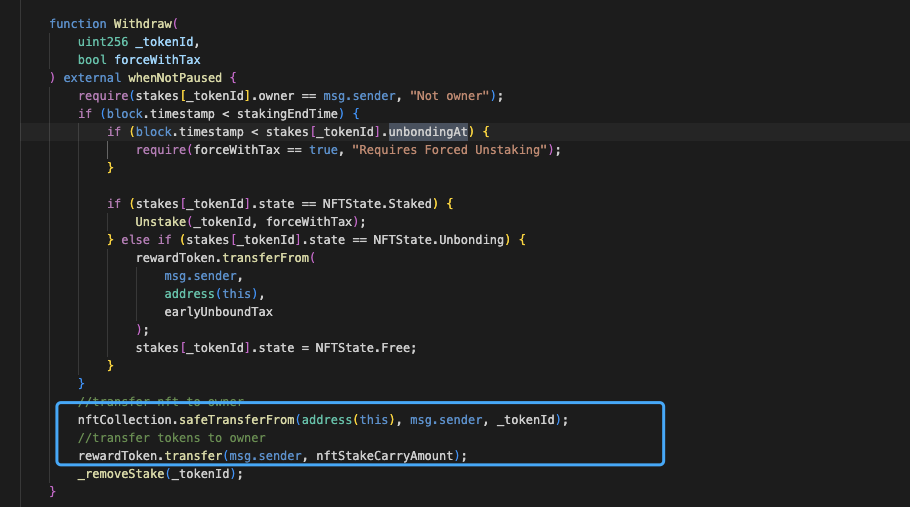 function Withdraw(
uint256 _tokenId,
bool forceWithTax
) external whenNotPaused {
require(stakes[_tokenId].owner == msg.sender, "Not owner");
if (block.timestamp < stakingEndTime) {
if (block.timestamp < stakes[_tokenId].unbondingAt) {
require(forceWithTax == true, "Requires Forced Unstaking");
}
if (stakes[_tokenId].state == NFTState.Staked) {
Unstake(_tokenId, forceWithTax);
} else if (stakes[_tokenId].state == NFTState.Unbonding) {
rewardToken.transferFrom(
msg.sender,
address(this),
earlyUnboundTax
);
stakes[_tokenId].state = NFTState.Free;
}
}
//transfer nft to owner
nftCollection.safeTransferFrom(address(this), msg.sender, _tokenId);
//transfer tokens to owner
rewardToken.transfer(msg.sender, nftStakeCarryAmount);
_removeStake(_tokenId);
}